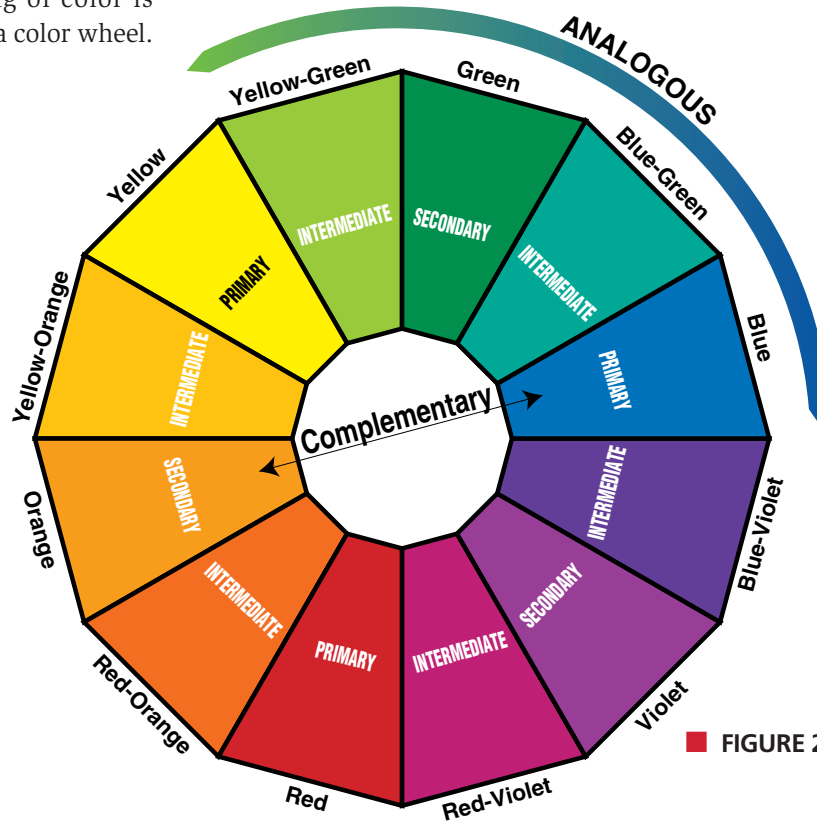 g of color is
a color wheel.
ANALOGOUS
Yellow-Green
Green
Blue-Green
Yellow
Blue
Yellow-Orange
INTERMEDIATE
SECONDARY
INTERMEDIATE
PRIMARY
PRIMARY
INTERMEDIATE
Complementary
SECONDARY
INTERMEDIATE
Orange
Blue-Violet
INTERMEDIATE
SECONDARY
PRIMARY
INTERMEDIATE
Red-Orange
Violet
Red
Red-Violet
FIGURE 2